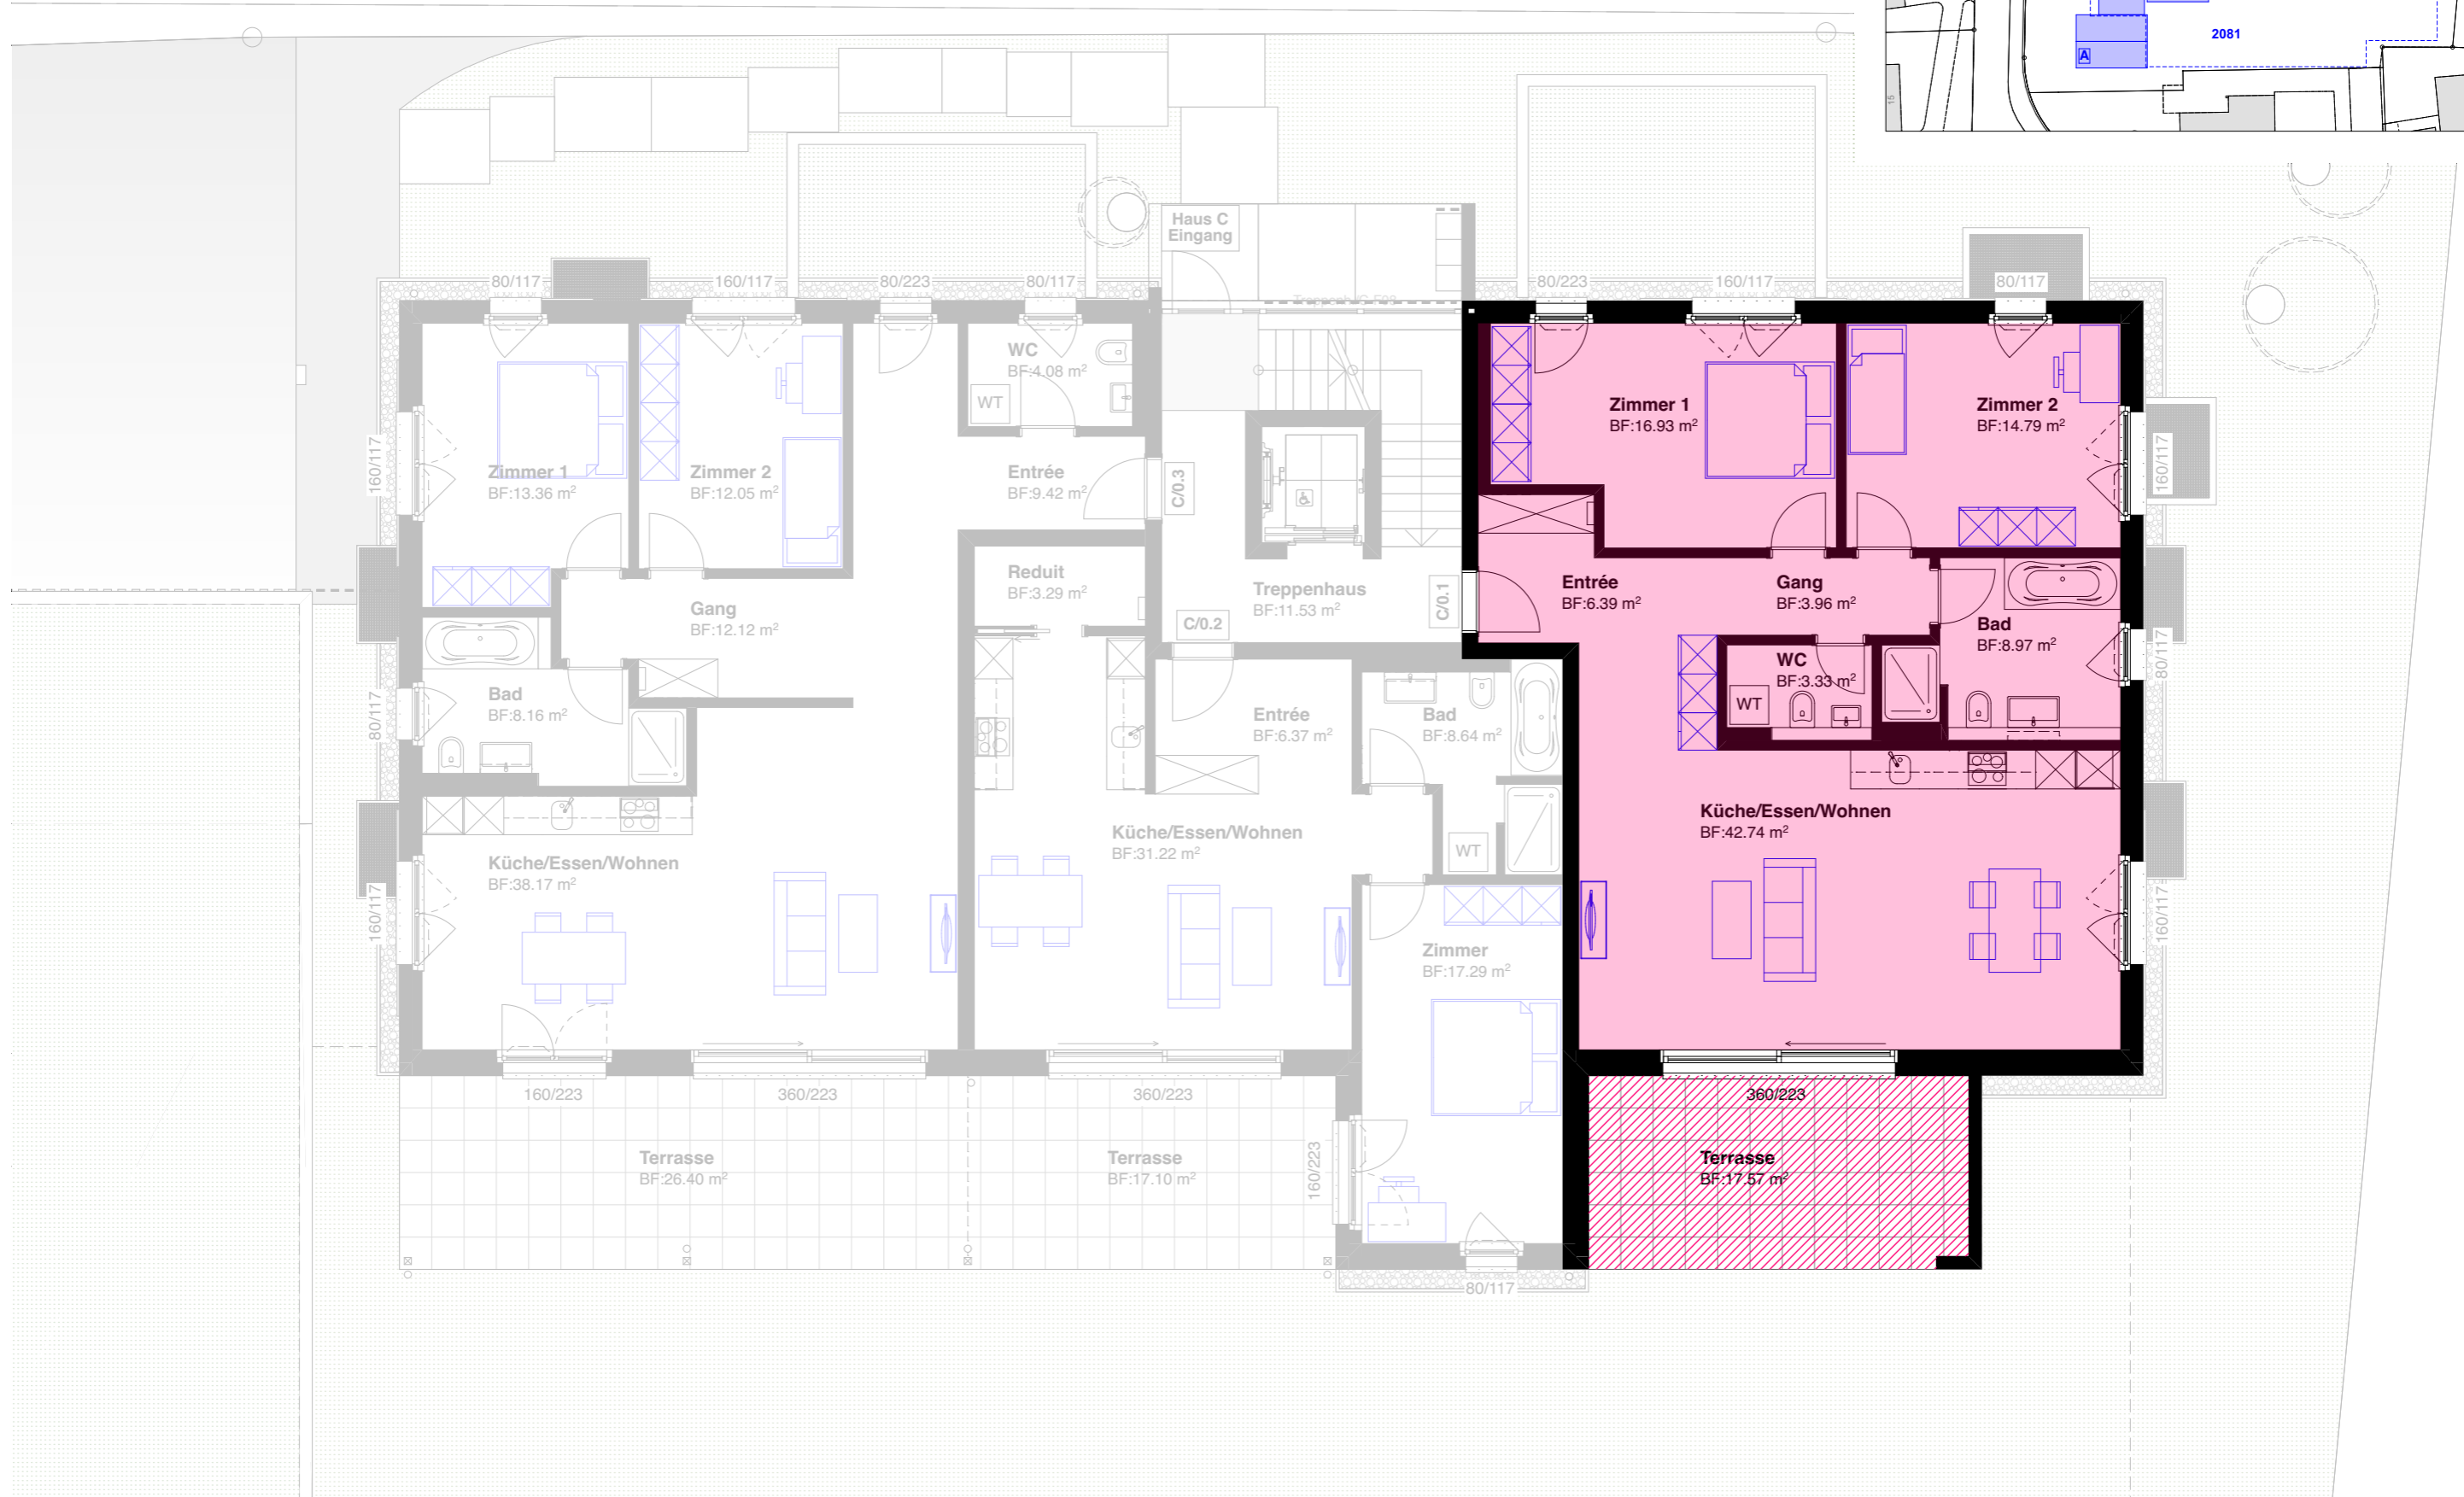 2081
A
15
Haus C
Eingang
80/117
160/117
80/223
80/117
80/223
160/117
80/117
WC
BF:4.08 m²
WT
Zimmer 1
BF:13.36 m²
Zimmer 2
BF:12.05 m²
Entrée
BF:9.42 m²
C/0.3
160/117
Zimmer 1
BF:16.93 m²
Zimmer 2
BF:14.79 m²
160/117
Reduit
BF:3.29 m²
Gang
BF:12.12 m²
Treppenhaus
BF:11.53 m²
C/0.1
C/0.2
Entrée
BF:6.39 m²
Gang
BF:3.96 m²
Bad
BF:8.97 m²
80/117
WC
BF:3.33 m²
WT
Bad
BF:8.16 m²
80/117
Entrée
BF:6.37 m²
Bad
BF:8.64 m²
WT
Küche/Essen/Wohnen
BF:42.74 m²
Küche/Essen/Wohnen
BF:31.22 m²
Küche/Essen/Wohnen
BF:38.17 m²
160/117
160/117
Zimmer
BF:17.29 m²
160/223
360/223
360/223
360/223
Terrasse
BF:26.40 m²
Terrasse
BF:17.10 m²
160/223
Terrasse
BF:17.57 m²
80/117